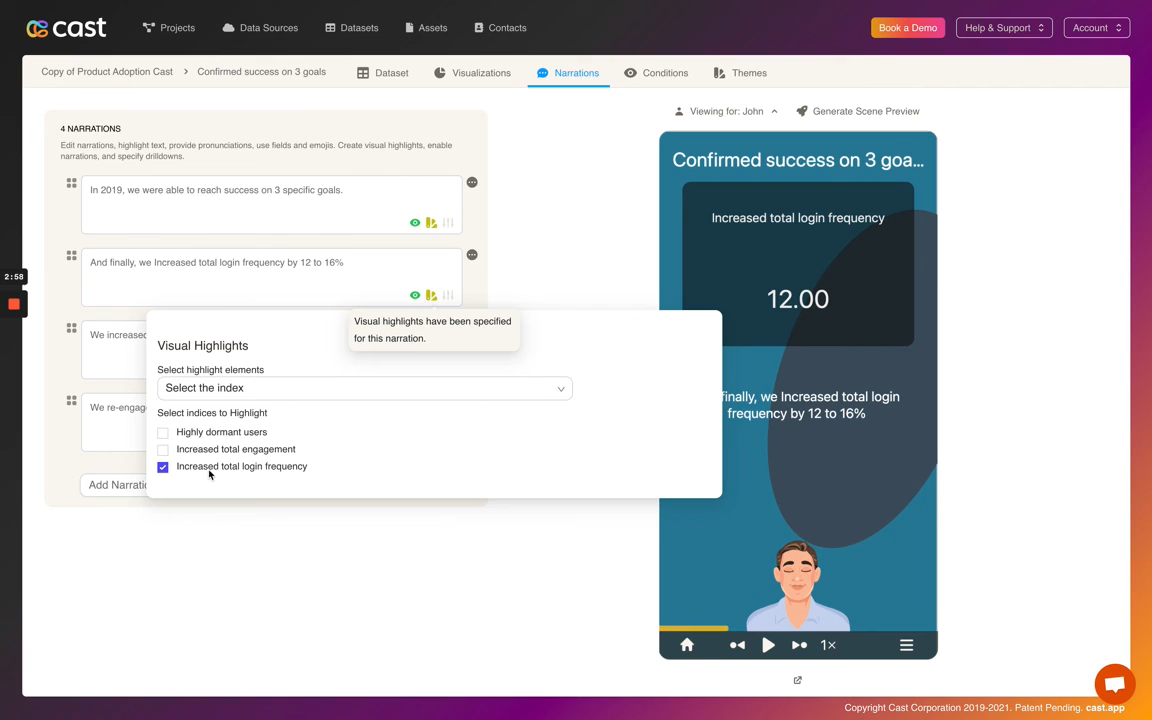 cast
Projects
Data Sources
Datasets
Assets
Contacts
Book a Demo
Help & Support
Account
Copy of Product Adoption Cast
Confirmed success on 3 goals
Dataset
Visualizations
Narrations
Conditions
Themes
4 NARRATIONS
Edit narrations, highlight text, provide pronunciations, use fields and emojis. Create visual highlights, enable
narrations, and specify drilldowns.
In 2019, we were able to reach success on 3 specific goals.
And finally, we Increased total login frequency by 12 to 16%
We increased
We re-engag
Add Narratio
Visual highlights have been specified
for this narration.
Visual Highlights
Select highlight elements
Select the index
Select indices to Highlight
Highly dormant users
Increased total engagement
Increased total login frequency
2:58
Viewing for: John
Generate Scene Preview
Confirmed success on 3 goa...
Increased total login frequency
12.00
finally, we Increased total login
frequency by 12 to 16%
1×
Copyright Cast Corporation 2019-2021. Patent Pending. cast.app